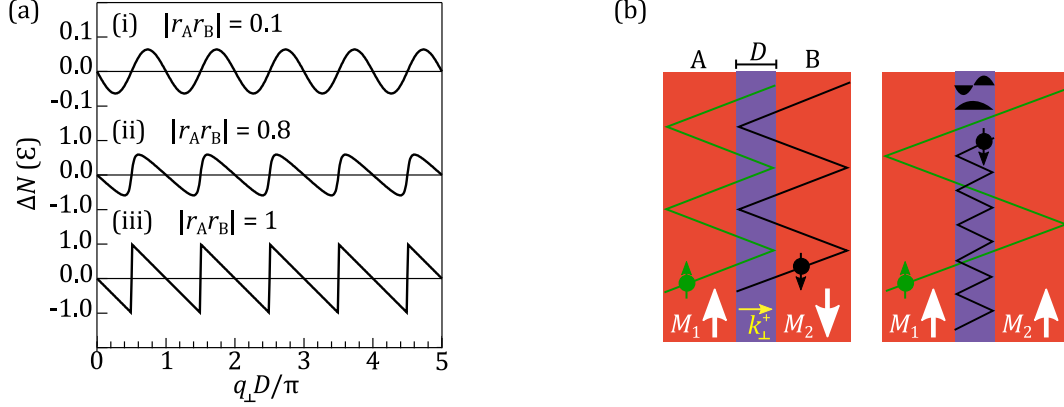 (a)
(i) |r_A r_B| = 0.1
0.1
0.0
-0.1
(ii) |r_A r_B| = 0.8
1.0
0.0
-1.0
(iii) |r_A r_B| = 1
1.0
0.0
-1.0
ΔN (Ɛ)
0 1 2 3 4 5
q_⊥D/π
(b)
A D B
M_1 k_⊥^+ M_2
M_1 M_2